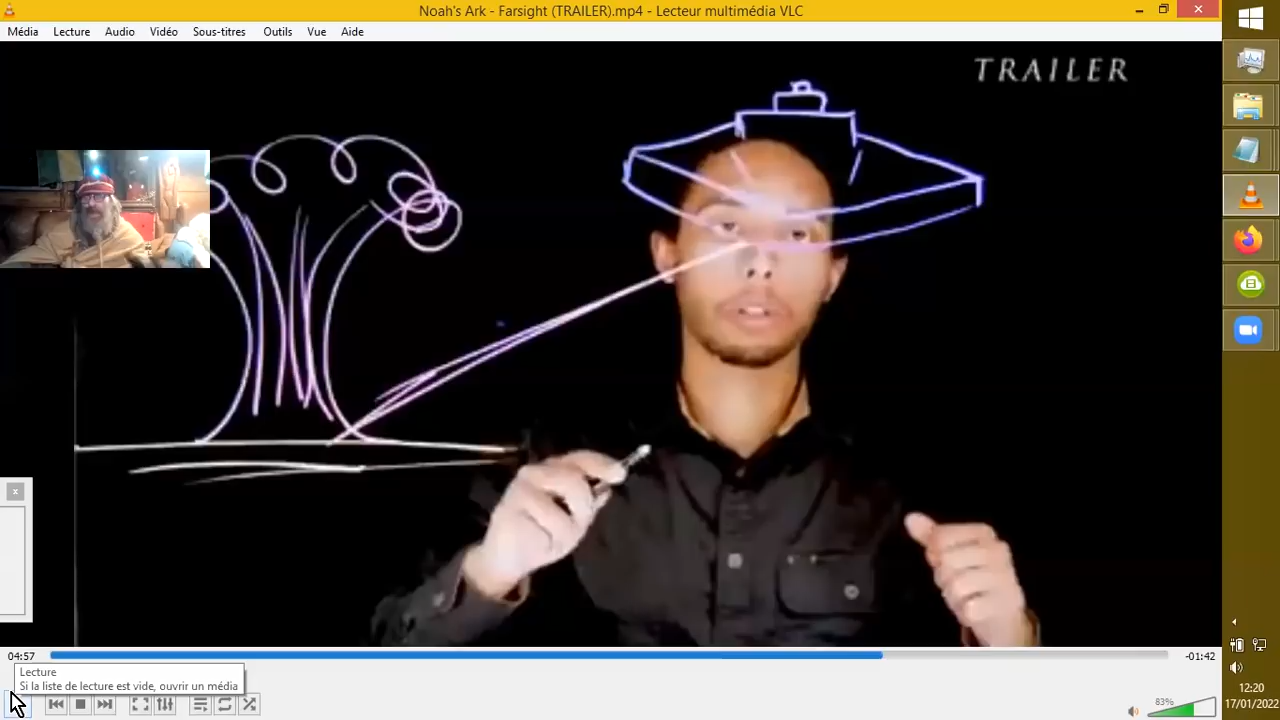 Noah's Ark - Farsight (TRAILER).mp4 - Lecteur multimédia VLC
Média Lecture Audio Vidéo Sous-titres Outils Vue Aide
TRAILER
04:57
-01:42
Lecture
Si la liste de lecture est vide, ouvrir un média
83%
12:20
17/01/2022